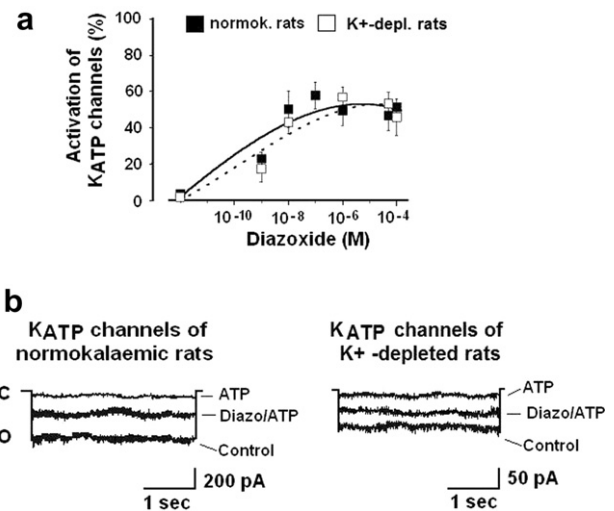 a
normok. rats
K+-depl. rats
Activation of
KATP channels (%)
100
80
60
40
20
0
10-10
10-8
10-6
10-4
Diazoxide (M)
b
KATP channels of
normokalaemic rats
C
ATP
Diazo/ATP
O
Control
200 pA
1 sec
KATP channels of
K+ -depleted rats
ATP
Diazo/ATP
Control
50 pA
1 sec